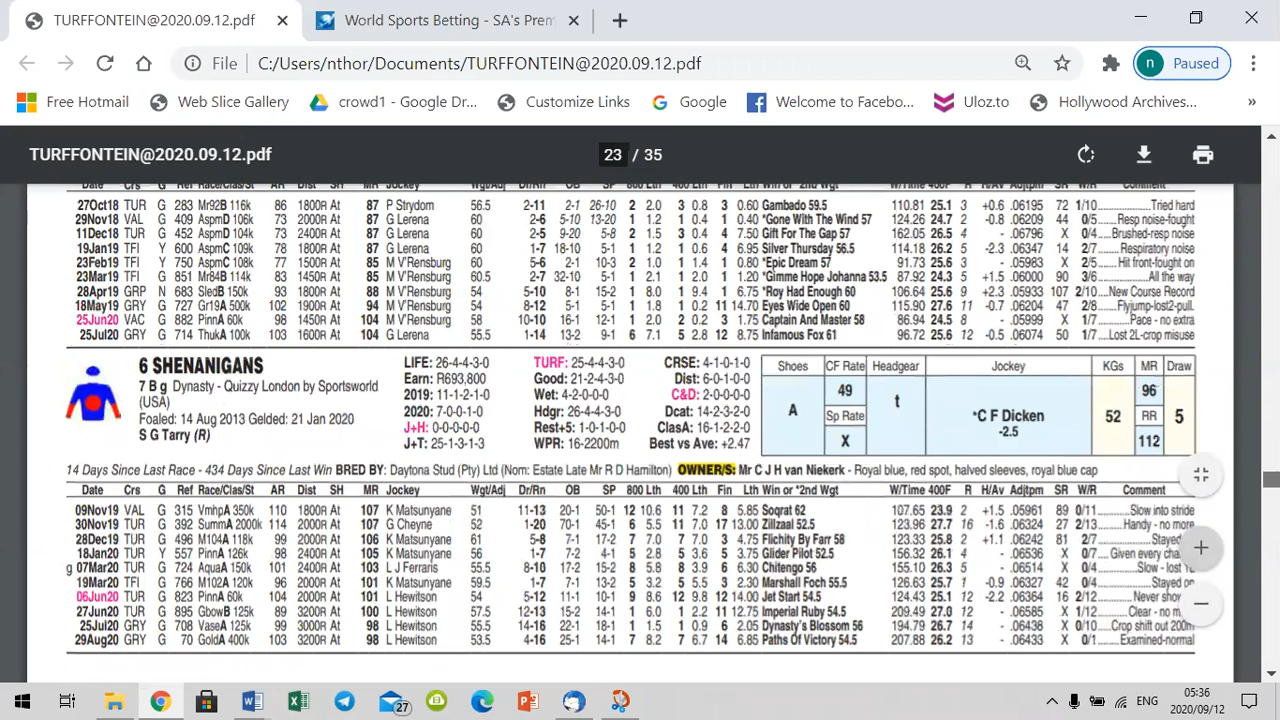 TURFFONTEIN@2020.09.12.pdf
World Sports Betting - SA's Prem
File C:/Users/nthor/Documents/TURFFONTEIN@2020.09.12.pdf
n Paused
Free Hotmail Web Slice Gallery crowd1 - Google Dr... Customize Links Google Welcome to Faceb... Uloz.to Hollywood Archives... »
TURFFONTEIN@2020.09.12.pdf 23 / 35
Date Crs G Ref Race/Clas/St AR Dist SH MR Jockey Wgt/Adj Dr/Rn OB SP 800 Lth 400 Lth Fin Lth Win or *2nd Wgt W/Time 400F R H/Av Adjtpm SR W/R Comment
27Oct18 TUR G 283 Mr92B 116k 86 1800R At 87 P Strydom 56.5 2-11 2-1 26-10 2 2.0 3 0.8 3 0.60 Gambado 59.5 110.81 25.1 3 +0.6 .06195 72 1/11 ...Tried hard
29Nov18 VAL G 409 AspmD 106k 73 2000R At 87 G Lerena 60 2-6 5-10 13-20 1 1.2 1 0.4 1 0.40 *Gone With The Wind 57 124.26 24.7 2 -0.8 .06209 44 0/5 ...Resp noise-fought
11Dec18 TUR G 452 AspmD 104k 73 2400R At 87 G Lerena 60 2-5 9-20 5-8 2 1.5 3 0.4 4 7.50 Gift For The Gap 57 162.05 26.5 4 - .06796 X 0/4 ...Brushed-resp noise
19Jan19 TFI Y 600 AspmC 109k 78 1800R At 87 G Lerena 60 1-7 18-10 5-1 1 1.2 6 4.95 Silver Thursday 56.5 114.18 26.2 5 -2.3 .06347 14 2/7 ...Respiratory noise
23Feb19 TFI Y 750 AspmC 108k 77 1500R At 85 M V'Rensburg 60 5-6 2-1 10-3 2 1.0 1 1.4 1 0.80 *Epic Dream 57 91.73 25.6 3 - .05983 X 2/5 ...Hit front-fought on
23Mar19 TFI G 851 Mr84B 114k 83 1450R At 85 M V'Rensburg 60.5 2-7 32-10 5-1 1 2.1 1 2.0 1 1.20 *Gimme Hope Johanna 53.5 87.92 24.3 3 +1.5 .06000 90 3/6 ...All the way
28Apr19 GRP N 683 SledB 150k 93 1800R At 88 M V'Rensburg 54 5-10 8-1 15-2 1 8.0 1 9.4 1 6.75 *Roy Had Enough 60 106.64 25.6 9 +2.3 .05933 107 2/10 ...New Course Record
18May19 GRY G 727 Gr19A 500k 102 1900R At 94 M V'Rensburg 54 8-12 5-1 5-1 1 1.8 1 0.2 11 14.70 Eyes Wide Open 60 115.90 27.6 11 -0.7 .06204 47 2/8 ...Flyjump-lost2-pull.
25Jun20 VAC G 882 PinnA 60k 98 1450R At 104 M V'Rensburg 58 10-10 16-1 12-1 1 2.0 2 0.2 3 1.75 Captain And Master 58 86.94 24.5 8 - .05999 X 1/7 ...Pace - no extra
25Jul20 GRY G 714 ThukA 60k 100 1600R At 104 G Lerena 55.5 1-14 13-2 9-1 6 7.1 5 2.8 12 8.75 Infamous Fox 61 96.72 25.6 12 -0.5 .06074 50 1/7 ...Lost 2L-crop misuse
6 SHENANIGANS
7 B g Dynasty - Quizzy London by Sportsworld
(USA)
Foaled: 14 Aug 2013 Gelded: 21 Jan 2020
S G Tarry (R)
LIFE: 26-4-4-3-0 TURF: 25-4-4-3-0 CRSE: 4-1-0-1-0
Earn: R693,800 Good: 21-2-4-3-0 Dist: 6-0-1-0-0
2019: 11-1-2-1-0 Wet: 4-2-0-0-0 C&D: 2-0-0-0-0
2020: 7-0-0-1-0 Hdgr: 26-4-4-3-0 Dcat: 14-2-3-2-0
J+H: 0-0-0-0-0 Rest+5: 1-0-1-0-0 ClasA: 16-1-2-2-0
J+T: 25-1-3-1-3 WPR: 16-2200m Best vs Ave: +2.47
Shoes CF Rate Headgear Jockey KGs MR Draw
A 49 t *C F Dicken -2.5 52 96 5
Sp Rate RR
X 112
14 Days Since Last Race - 434 Days Since Last Win BRED BY: Daytona Stud (Pty) Ltd (Nom: Estate Late Mr R D Hamilton) OWNER/S: Mr C J H van Niekerk - Royal blue, red spot, halved sleeves, royal blue cap
Date Crs G Ref Race/Clas/St AR Dist SH MR Jockey Wgt/Adj Dr/Rn OB SP 800 Lth 400 Lth Fin Lth Win or *2nd Wgt W/Time 400F R H/Av Adjtpm SR W/R Comment
09Nov19 VAL G 315 VmhpA 350k 110 1800R At 107 K Matsunyane 51 11-13 20-1 50-1 12 10.6 11 7.2 8 5.85 Soqrat 62 107.65 23.9 2 +1.5 .05961 89 0/11 ...Slow into stride
30Nov19 TUR G 392 SummA 2000k 114 2000R At 107 G Cheyne 52 1-20 70-1 45-1 6 5.5 11 7.0 17 13.00 Zillzaal 52.5 123.96 27.7 16 -1.6 .06324 27 2/13 ...Handy - no more
28Dec19 TUR G 496 M104A 118k 99 2000R At 106 K Matsunyane 61 5-8 8-1 17-2 7 7.0 7 7.0 3 4.75 Flichity By Farr 58 123.33 25.8 2 +1.1 .06242 81 2/7 ...Stayed
18Jan20 TUR Y 557 PinnA 126k 98 2400R At 105 K Matsunyane 56 1-7 7-2 4-1 5 2.8 5 3.6 5 3.75 Glider Pilot 52.5 156.32 26.1 4 - .06514 X 0/7 ...Given every cha
g 07Mar20 TUR G 724 AquaA 150k 101 2400R At 103 L J Ferraris 55.5 8-10 17-2 15-2 8 5.8 8 3.9 6 6.30 Chitengo 56 155.10 26.3 5 - .06514 X 0/8 ...Slow - lost
19Mar20 TFI G 766 M102A 120k 96 2000R At 101 K Matsunyane 59.5 1-7 7-1 13-2 5 3.2 5 5.5 3 2.30 Marshall Foch 55.5 126.63 25.7 1 -0.9 .06327 42 0/4 ...Stayed on
06Jun20 TUR G 823 PinnA 60k 104 2000R At 101 L Hewitson 54 5-12 11-1 10-1 9 8.6 12 9.8 12 14.00 Jet Start 54.5 124.43 25.1 12 -2.2 .06364 16 2/12 ...Never show
27Jun20 TUR G 895 GbowB 125k 89 3200R At 100 L Hewitson 57.5 12-13 15-2 14-1 1 6.0 1 2.2 11 12.75 Imperial Ruby 54.5 209.49 27.0 12 - .06585 X 1/12 ...Clear - no m
25Jul20 GRY G 708 VaseA 125k 99 3000R At 98 L Hewitson 55.5 14-16 22-1 18-1 1 1.5 1 0.9 6 2.05 Dynasty's Blossom 56 194.79 26.7 14 - .06438 X 0/10 ...Crop shift out 200m
29Aug20 GRY G 70 GoldA 400k 103 3200R At 98 L Hewitson 53.5 4-16 25-1 14-1 7 8.2 7 6.7 14 6.85 Paths Of Victory 54.5 207.88 26.2 13 - .06433 X 0/1 ...Examined-normal
27 ENG 05:36
2020/09/12